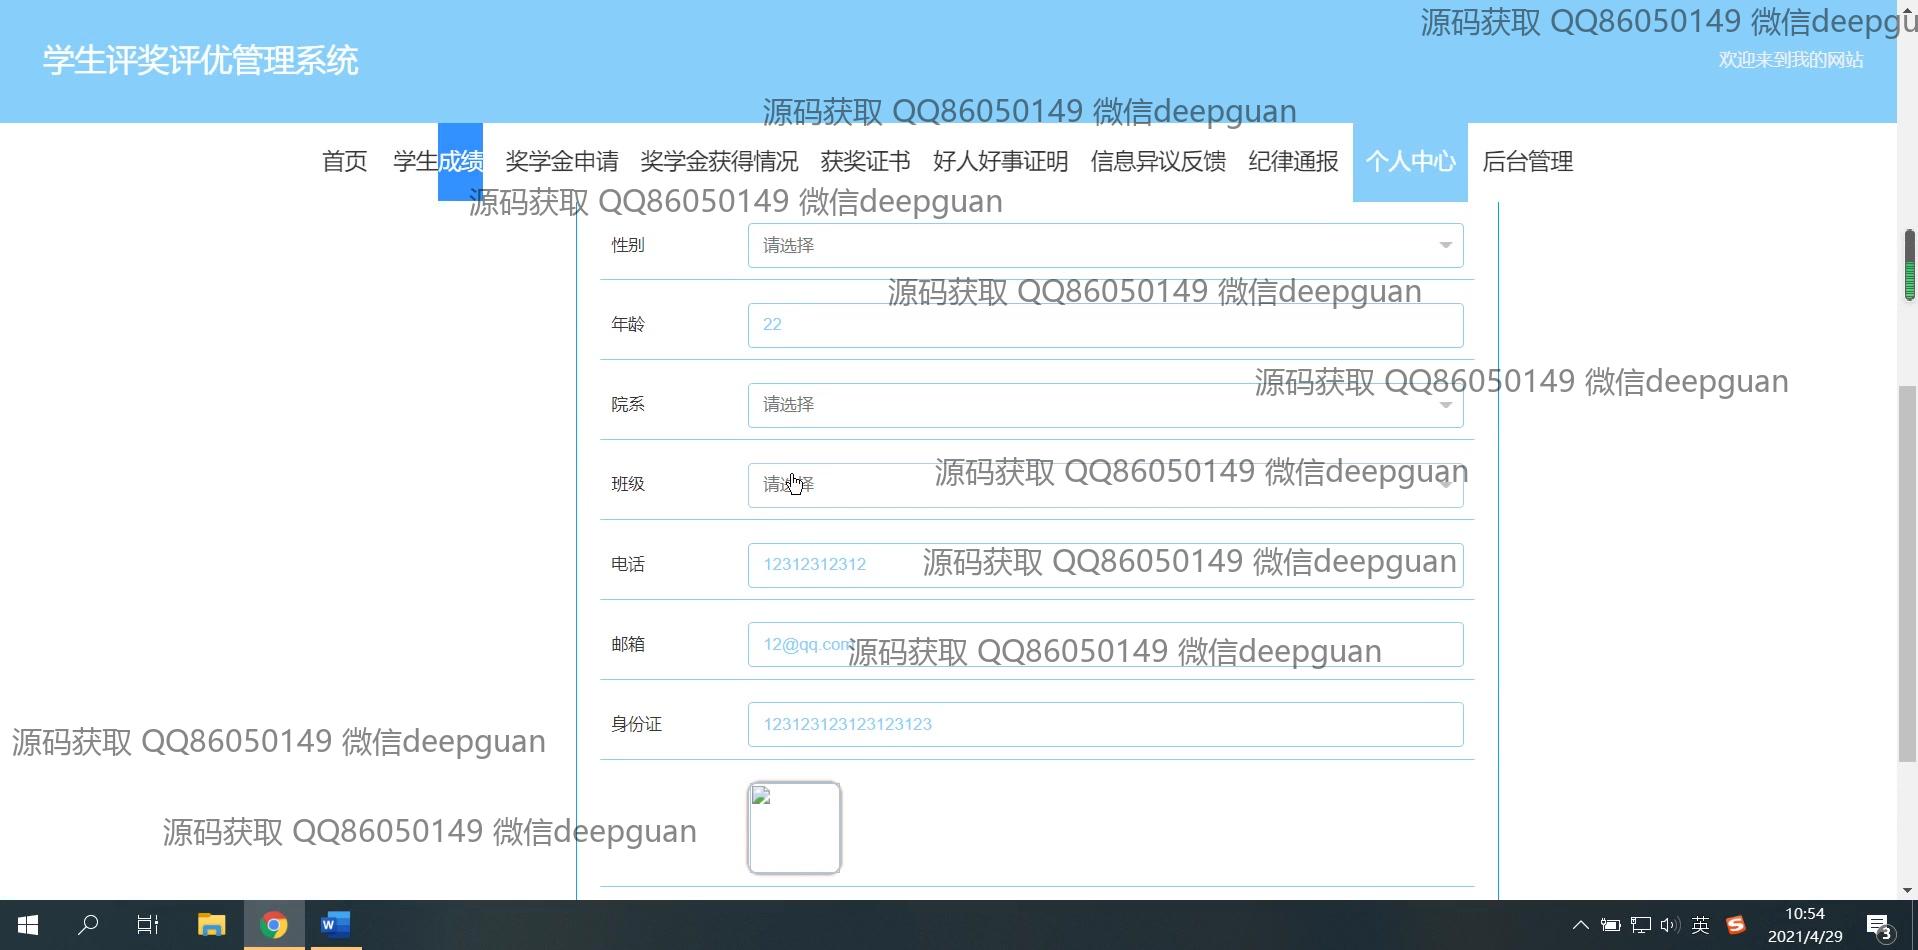 源码获取 QQ86050149 微信deepgu
学生评奖评优管理系统
欢迎来到我的网站
源码获取 QQ86050149 微信deepguan
首页 学生成绩 奖学金申请 奖学金获得情况 获奖证书 好人好事证明 信息异议反馈 纪律通报 个人中心 后台管理
源码获取 QQ86050149 微信deepguan
性别 请选择
源码获取 QQ86050149 微信deepguan
年龄 22
源码获取 QQ86050149 微信deepguan
院系 请选择
源码获取 QQ86050149 微信deepguan
班级 请选择
源码获取 QQ86050149 微信deepguan
电话 12312312312
邮箱 12@qq.com
源码获取 QQ86050149 微信deepguan
身份证 123123123123123123
源码获取 QQ86050149 微信deepguan
源码获取 QQ86050149 微信deepguan
英
10:54
2021/4/29
3